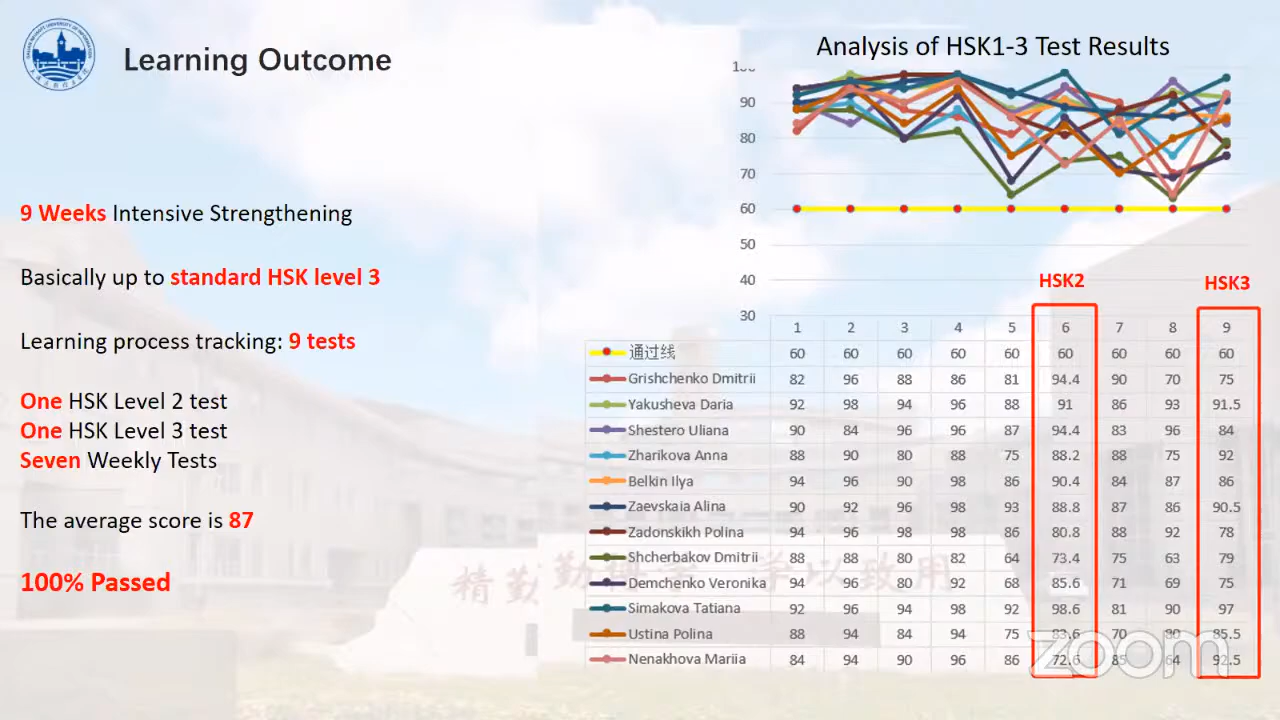 Learning Outcome
9 Weeks Intensive Strengthening
Basically up to standard HSK level 3
Learning process tracking: 9 tests
One HSK Level 2 test
One HSK Level 3 test
Seven Weekly Tests
The average score is 87
100% Passed
Analysis of HSK1-3 Test Results
100
90
80
70
60
50
40
30
HSK2
HSK3
1 2 3 4 5 6 7 8 9
通过线 60 60 60 60 60 60 60 60 60
Grishchenko Dmitrii 82 96 88 86 81 94.4 90 70 75
Yakusheva Daria 92 98 94 96 88 91 86 93 91.5
Shestero Uliana 90 84 96 96 87 94.4 83 96 84
Zharikova Anna 88 90 80 88 75 88.2 88 75 92
Belkin Ilya 94 96 90 98 86 90.4 84 87 86
Zaevskaia Alina 90 92 96 98 93 88.8 87 86 90.5
Zadonskikh Polina 94 96 98 98 86 80.8 88 92 78
Shcherbakov Dmitrii 88 88 80 82 64 73.4 75 63 79
Demchenko Veronika 94 96 80 92 68 85.6 71 69 75
Simakova Tatiana 92 96 94 98 92 98.6 81 90 97
Ustina Polina 88 94 84 94 75 83.6 70 80 85.5
Nenakhova Mariia 84 94 90 96 86 72.6 85 64 92.5
zoom